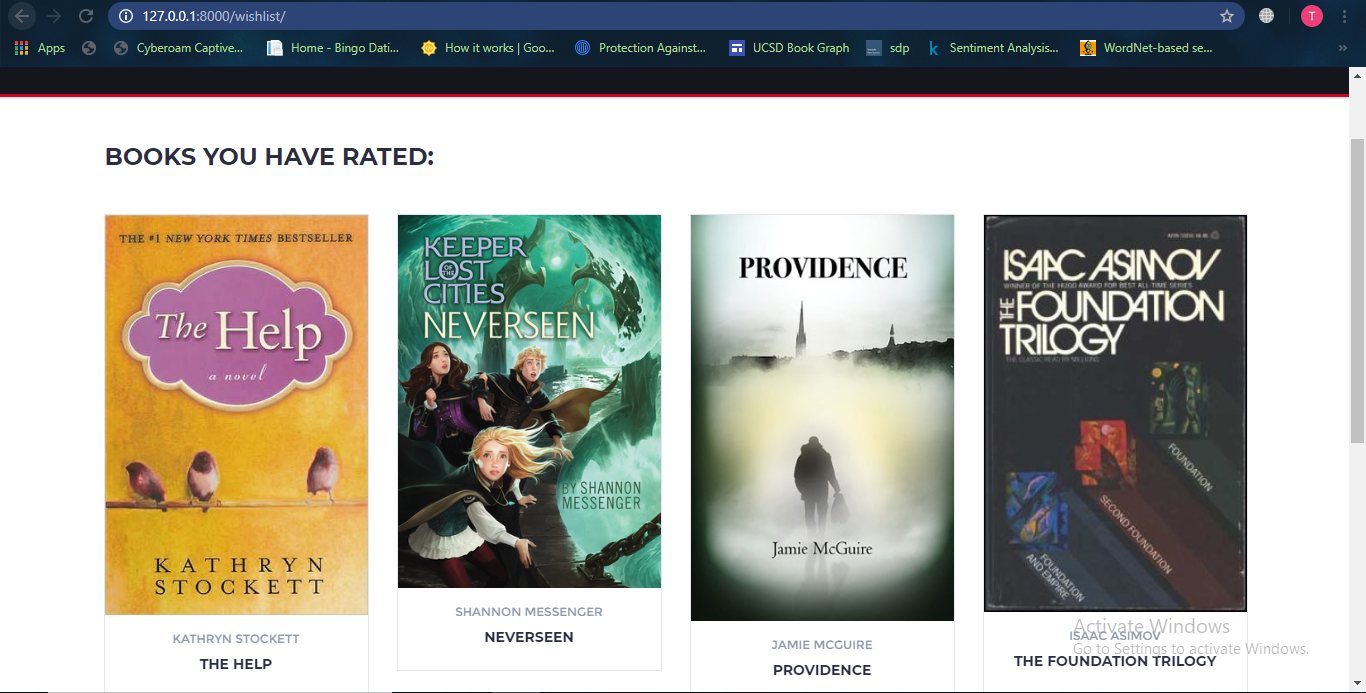 127.0.0.1:8000/wishlist/
T
Apps
Cyberoam Captive...
Home - Bingo Dati...
How it works | Goo...
Protection Against...
UCSD Book Graph
sdp
Sentiment Analysis...
WordNet-based se...
»
BOOKS YOU HAVE RATED:
THE #1 NEW YORK TIMES BESTSELLER
The Help
a novel
KATHRYN
STOCKETT
KATHRYN STOCKETT
THE HELP
KEEPER
OF THE
LOST
CITIES
NEVERSEEN
BY SHANNON
MESSENGER
SHANNON MESSENGER
NEVERSEEN
PROVIDENCE
Jamie McGuire
JAMIE MCGUIRE
PROVIDENCE
ISAAC ASIMOV
WINNER OF THE HUGO AWARD FOR BEST ALL-TIME SERIES
THE FOUNDATION
TRILOGY
FOUNDATION
SECOND FOUNDATION
FOUNDATION
AND EMPIRE
ISAAC ASIMOV
THE FOUNDATION TRILOGY
Activate Windows
Go to Settings to activate Windows.